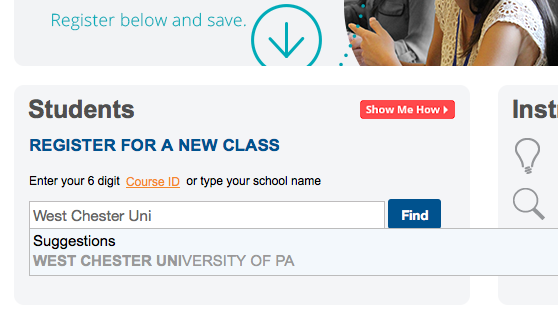 Register below and save.
Students
Show Me How
Inst
REGISTER FOR A NEW CLASS
Enter your 6 digit Course ID or type your school name
West Chester Uni
Find
Suggestions
WEST CHESTER UNIVERSITY OF PA